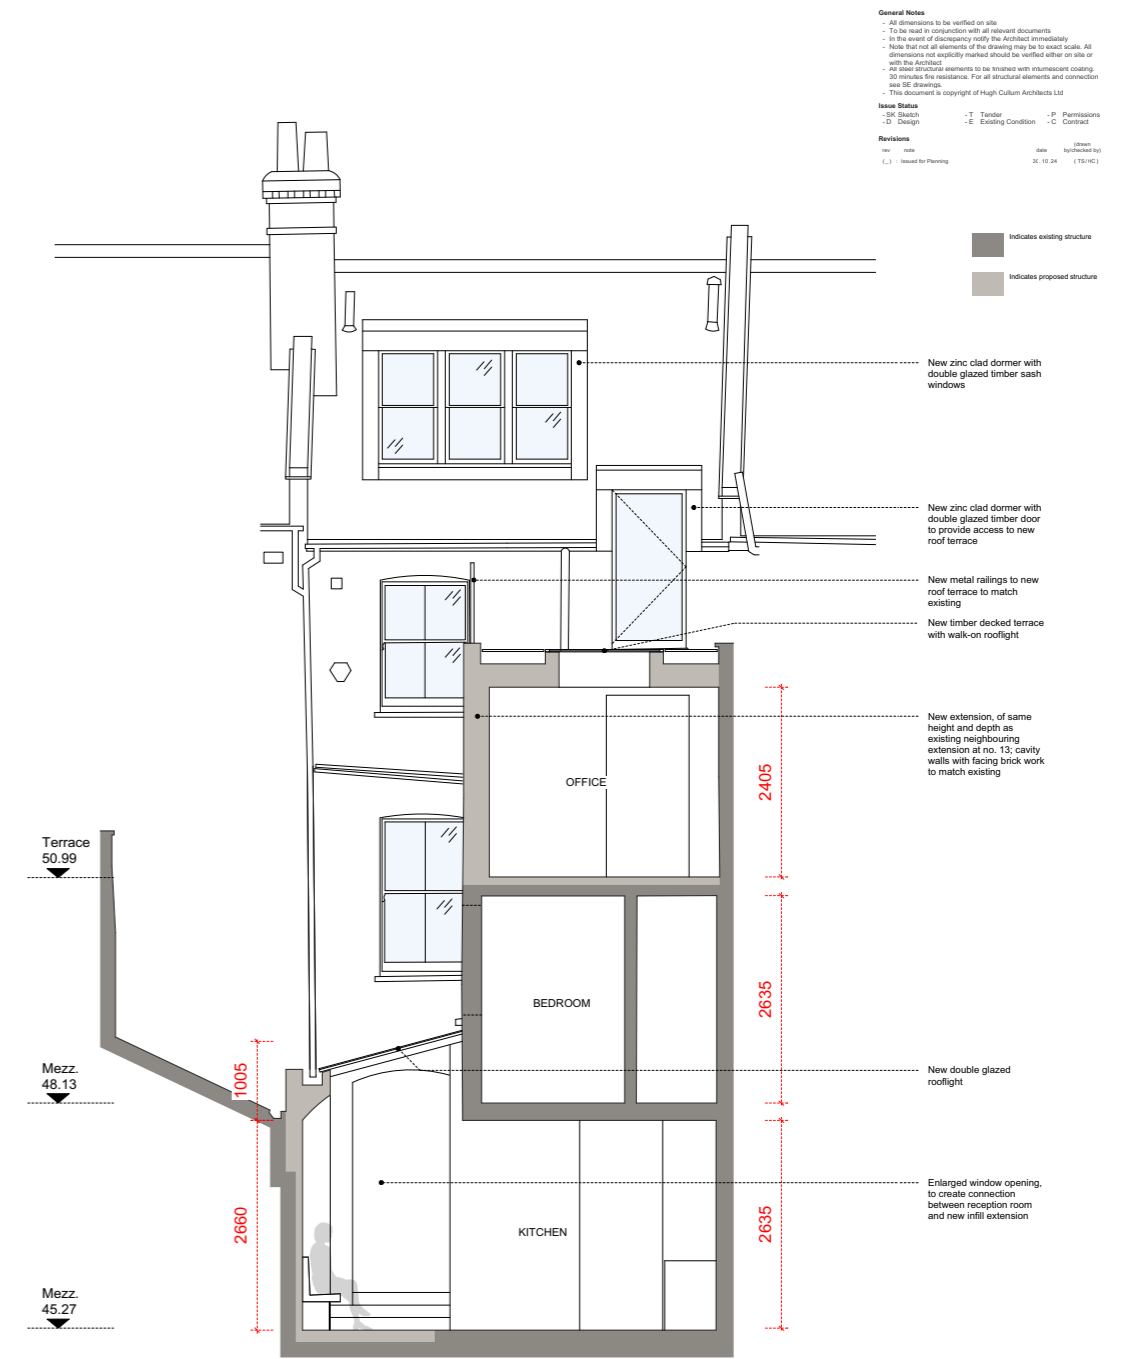 General Notes
- All dimensions to be verified on site
- To be read in conjunction with all relevant documents
- In the event of discrepancy notify the Architect immediately
- Note that not all elements of the drawing may be to exact scale. All
dimensions not explicitly marked should be verified either on site or
with the Architect
- All steel structural elements to be finished with intumescent coating.
30 minutes fire resistance. For all structural elements and connection
see SE drawings.
- This document is copyright of Hugh Cullum Architects Ltd
Issue Status
- SK Sketch - T Tender - P Permissions
- D Design - E Existing Condition - C Contract
Revisions
(drawn
rev note date by/checked by)
(_) : Issued for Planning 10.24 (TS/HC)
Indicates existing structure
Indicates proposed structure
New zinc clad dormer with
double glazed timber sash
windows
New zinc clad dormer with
double glazed timber door
to provide access to new
roof terrace
New metal railings to new
roof terrace to match
existing
New timber decked terrace
with walk-on rooflight
New extension, of same
height and depth as
existing neighbouring
extension at no. 13; cavity
walls with facing brick work
to match existing
2405
OFFICE
Terrace
50.99
2635
BEDROOM
Mezz.
48.13
1005
New double glazed
rooflight
Enlarged window opening,
to create connection
between reception room
and new infill extension
2660
KITCHEN
2635
Mezz.
45.27